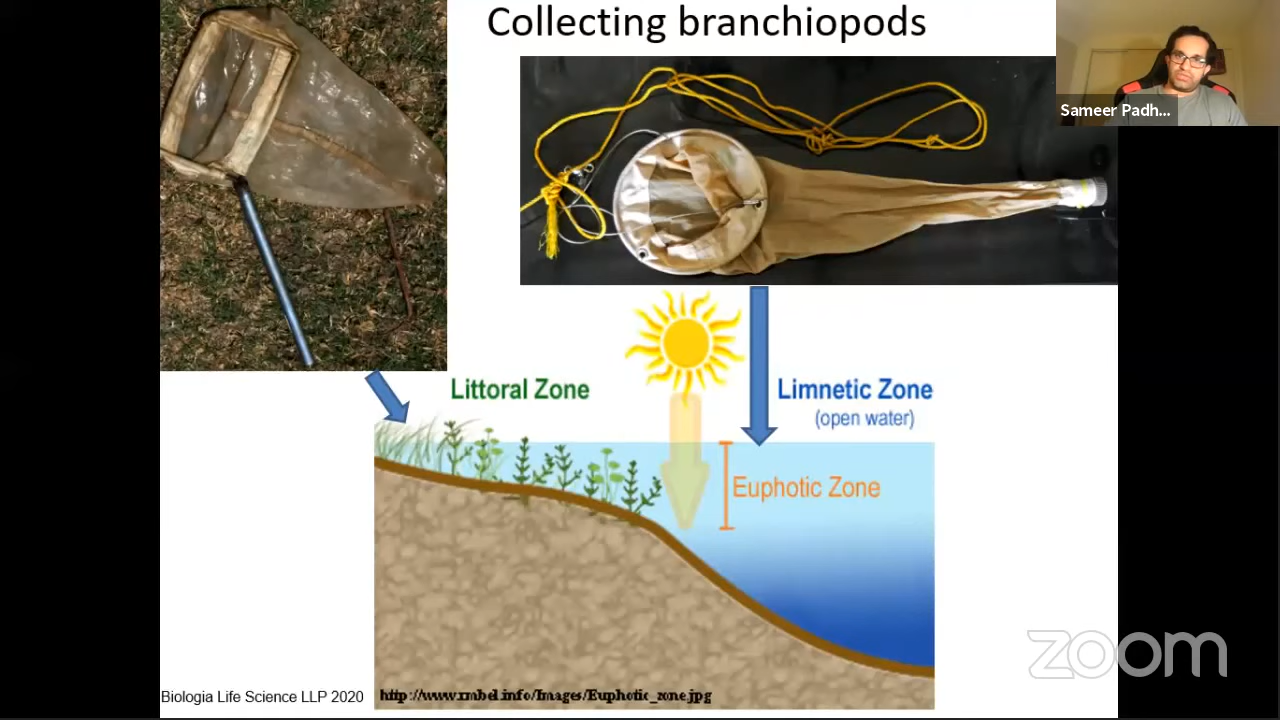 Collecting branchiopods
Sameer Padh...
Littoral Zone
Limnetic Zone
(open water)
Euphotic Zone
zoom
Biologia Life Science LLP 2020
http://www.rmbel.info/Images/Euphotic_zone.jpg